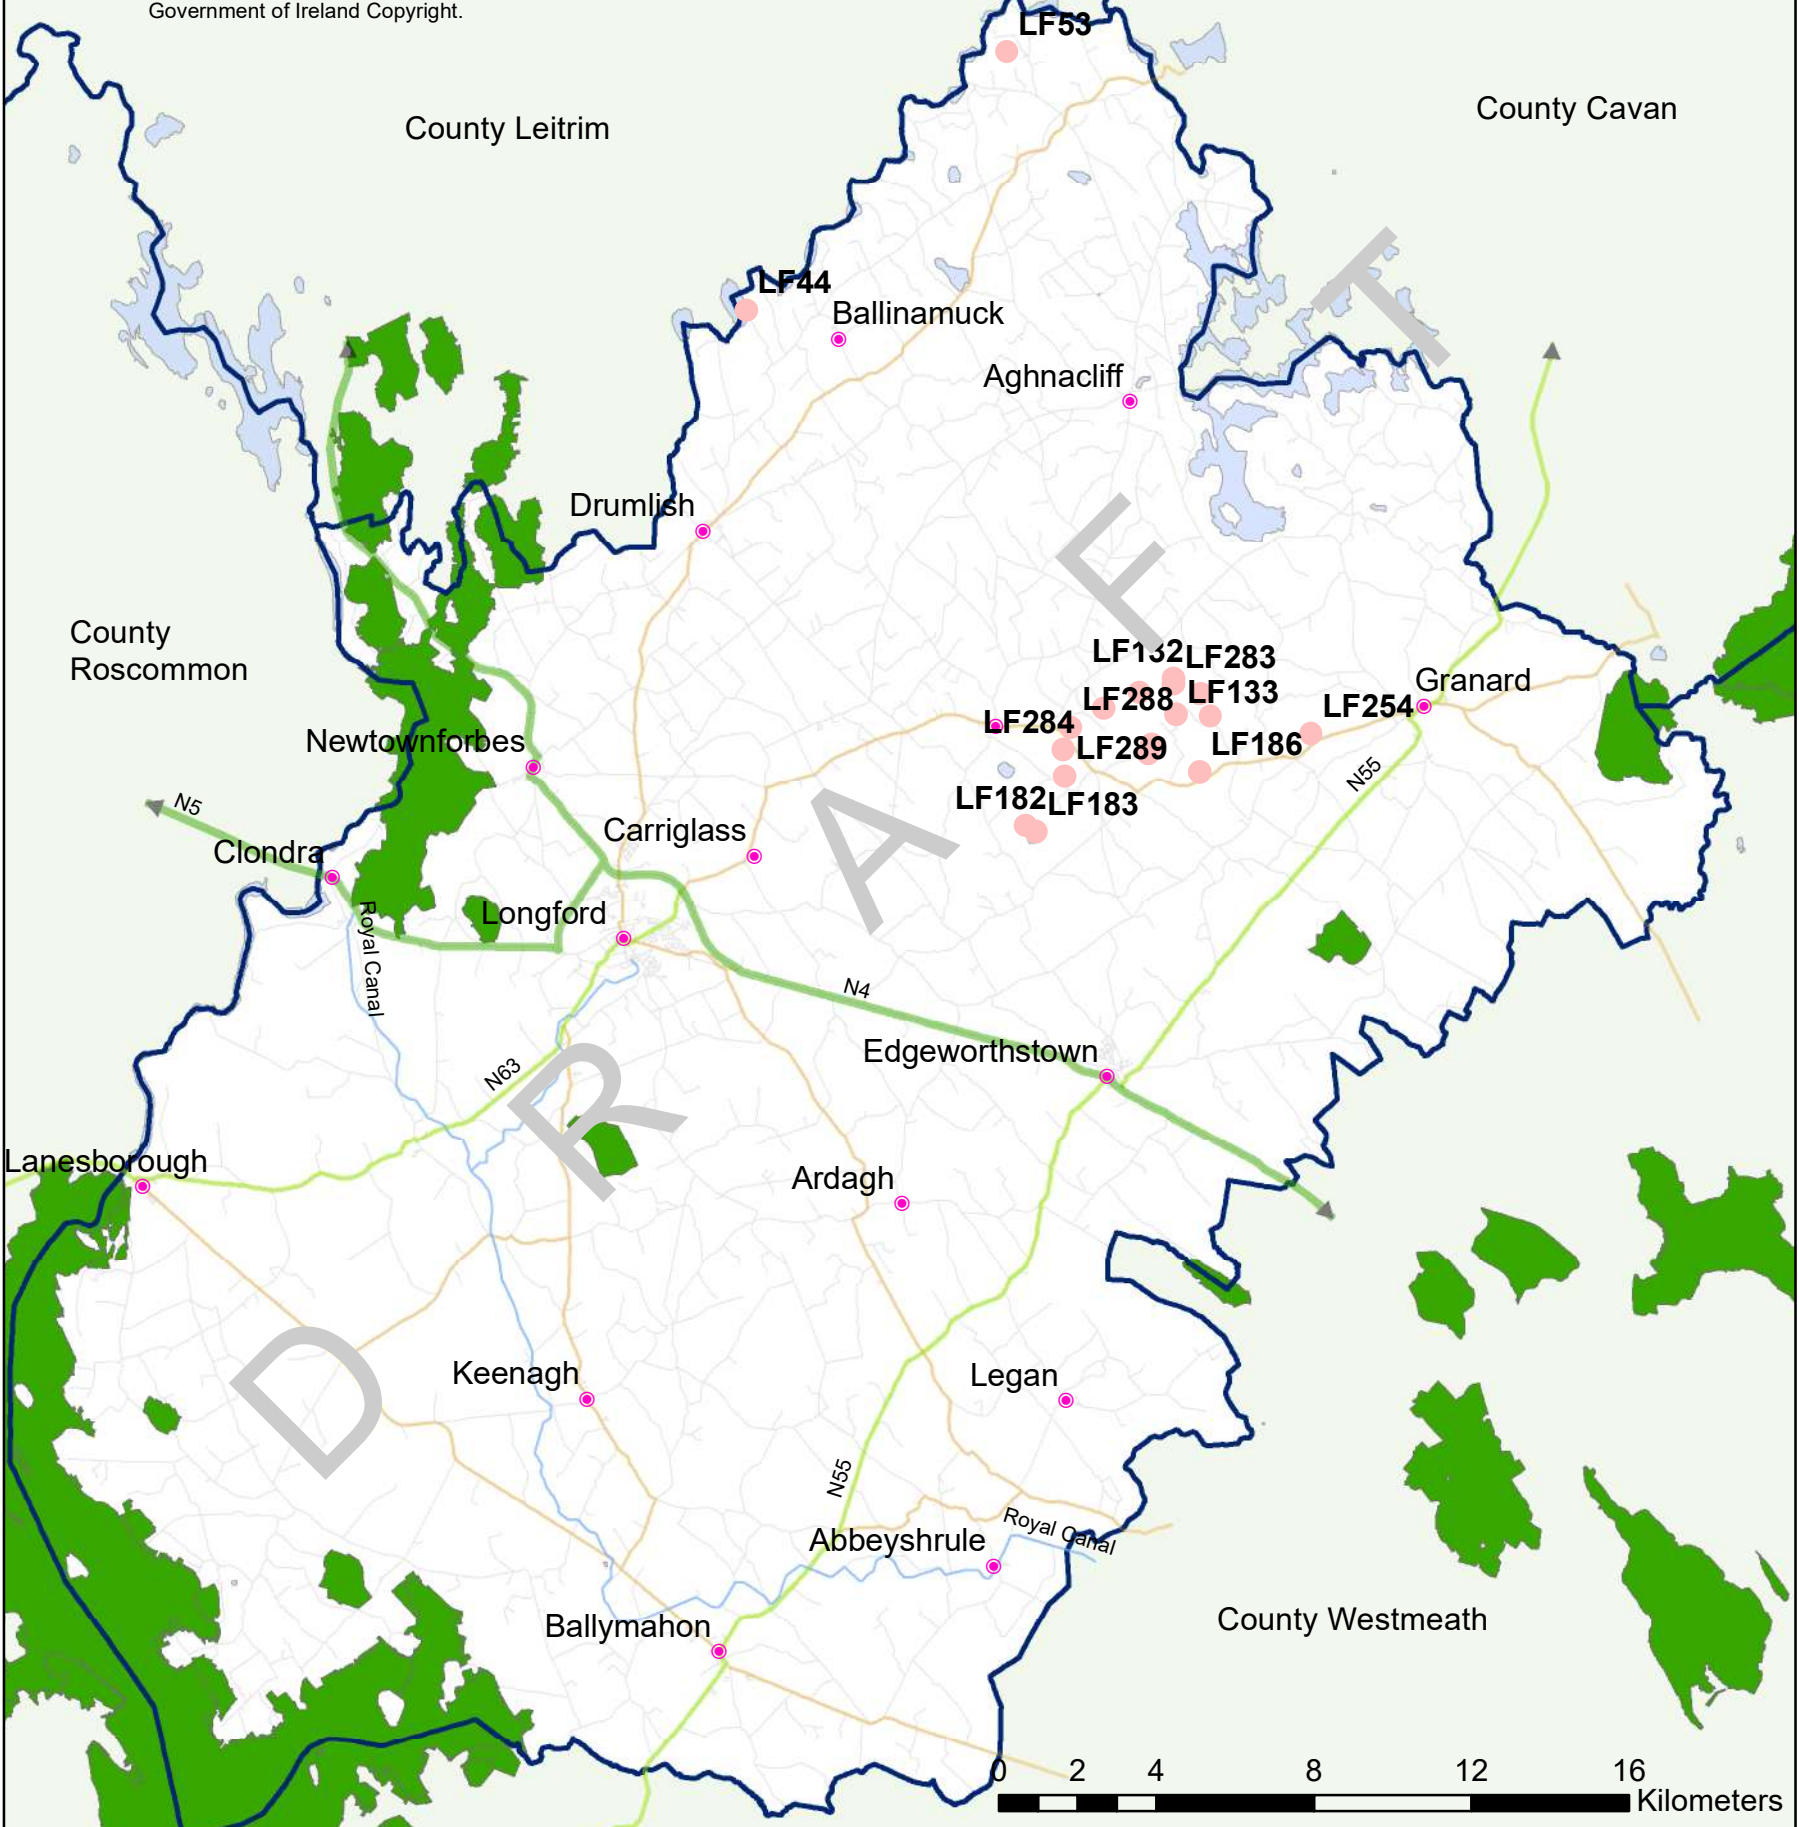 Government of Ireland Copyright.
LF53
County Cavan
County Leitrim
T
LF44
Ballinamuck
Aghnacliff
Drumlish
F
County
Roscommon
LF132
LF283
Granard
LF288
LF133
LF254
LF284
Newtownforbes
LF289
LF186
N55
N5
LF182
LF183
A
Carriglass
Clondra
Longford
Royal Canal
N4
Edgeworthstown
N63
R
Lanesborough
Ardagh
D
Keenagh
Legan
N55
Royal Canal
Abbeyshrule
Ballymahon
County Westmeath
0 2 4 8 12 16
Kilometers